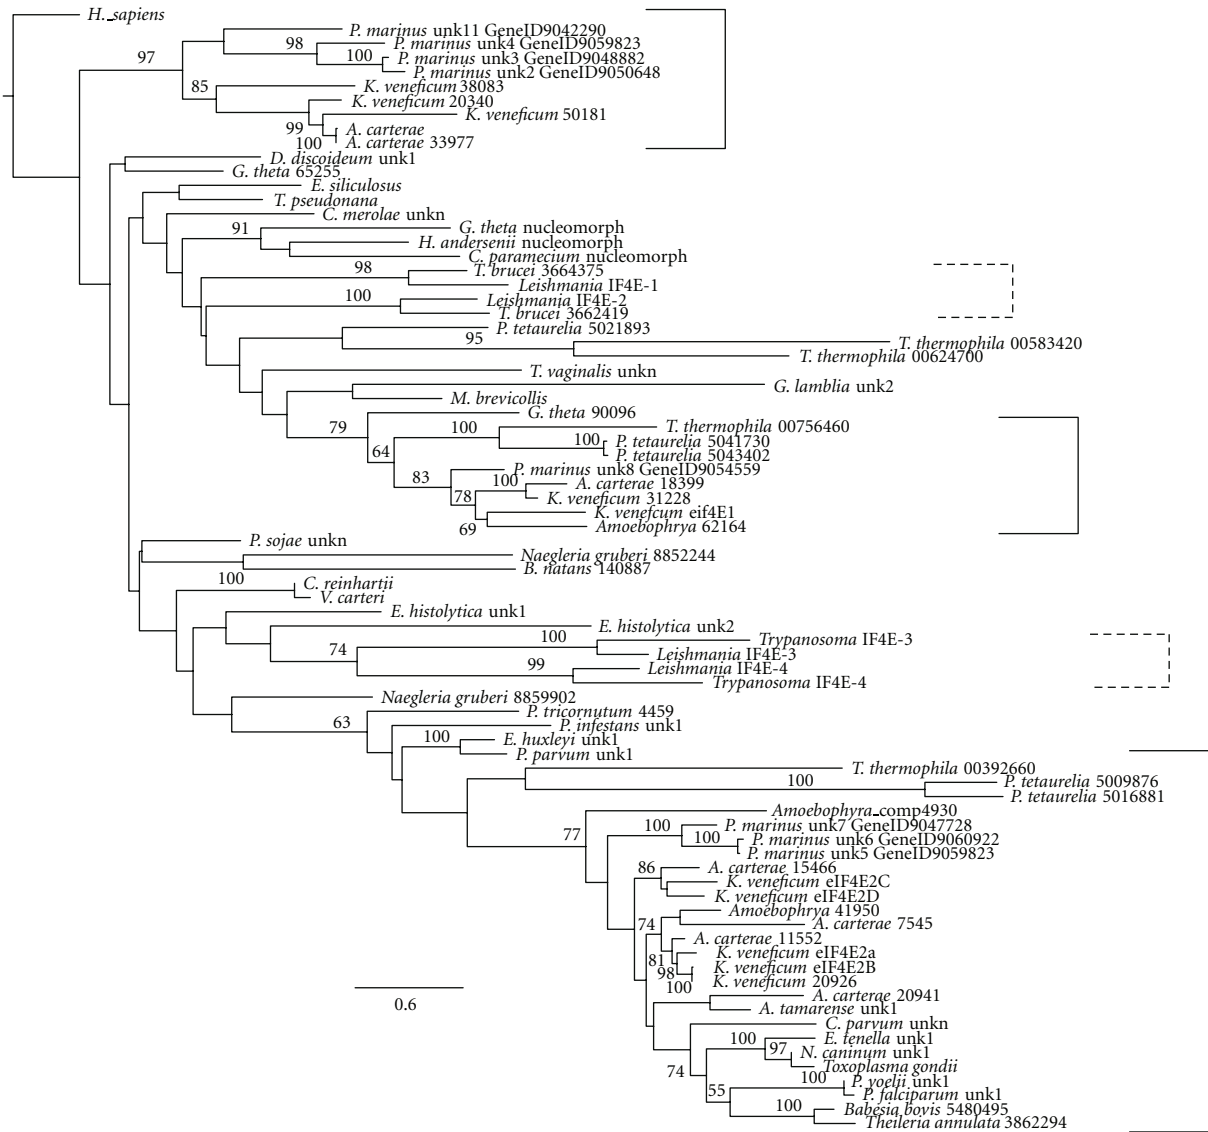 H._sapiens
P. marinus unk11 GeneID9042290
98
P. marinus unk4 GeneID9059823
97
100
P. marinus unk3 GeneID9048882
P. marinus unk2 GeneID9050648
85
K. veneficum 38083
K. veneficum 20340
K. veneficum 50181
99
A. carterae
100
A. carterae 33977
D. discoideum unk1
G. theta 65255
E. siliculosus
T. pseudonana
C. merolae unkn
91
G. theta nucleomorph
H. andersenii nucleomorph
C. paramecium nucleomorph
98
T. brucei 3664375
Leishmania IF4E-1
100
Leishmania IF4E-2
T. brucei 3662419
P. tetaurelia 5021893
95
T. thermophila 00583420
T. thermophila 00624700
T. vaginalis unkn
G. lamblia unk2
M. brevicollis
G. theta 90096
79
100
T. thermophila 00756460
100
P. tetaurelia 5041730
64
P. tetaurelia 5043402
83
P. marinus unk8 GeneID9054559
100
A. carterae 18399
78
K. veneficum 31228
K. venefcum eif4E1
69
Amoebophrya 62164
P. sojae unkn
Naegleria gruberi 8852244
B. natans 140887
100
C. reinhartii
V. carteri
E. histolytica unk1
E. histolytica unk2
100
Trypanosoma IF4E-3
74
Leishmania IF4E-3
99
Leishmania IF4E-4
Trypanosoma IF4E-4
Naegleria gruberi 8859902
63
P. tricornutum 4459
P. infestans unk1
100
E. huxleyi unk1
P. parvum unk1
T. thermophila 00392660
100
P. tetaurelia 5009876
P. tetaurelia 5016881
Amoebophyra_comp4930
77
100
P. marinus unk7 GeneID9047728
100
P. marinus unk6 GeneID9060922
P. marinus unk5 GeneID9059823
86
A. carterae 15466
K. veneficum eIF4E2C
K. veneficum eIF4E2D
74
Amoebophrya 41950
A. carterae 7545
A. carterae 11552
81
K. veneficum eIF4E2a
98
K. veneficum eIF4E2B
100
K. veneficum 20926
A. carterae 20941
0.6
A. tamarense unk1
C. parvum unkn
100
E. tenella unk1
97
N. caninum unk1
74
Toxoplasma gondii
100
P. yoelii unk1
55
P. falciparum unk1
100
Babesia bovis 5480495
Theileria annulata 3862294